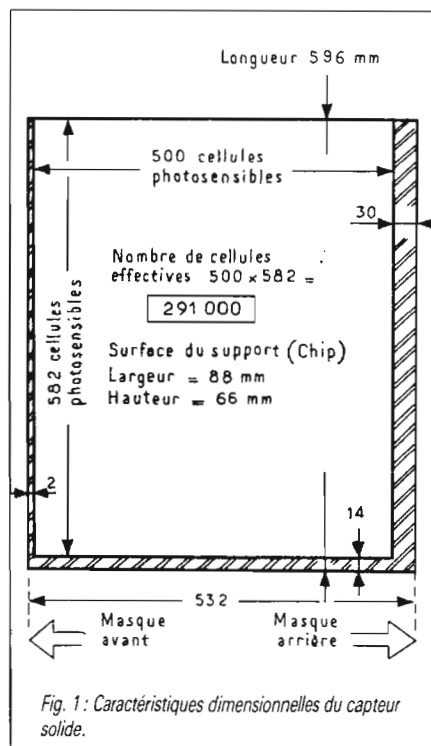 Longueur 596 mm
500 cellules
photosensibles
30
Nombre de cellules
effectives 500 x 582 =
291 000
582 cellules
photosensibles
Surface du support (Chip)
Largeur = 88 mm
Hauteur = 66 mm
2
14
532
Masque
avant
Masque
arrière
Fig. 1 : Caractéristiques dimensionnelles du capteur
solide.